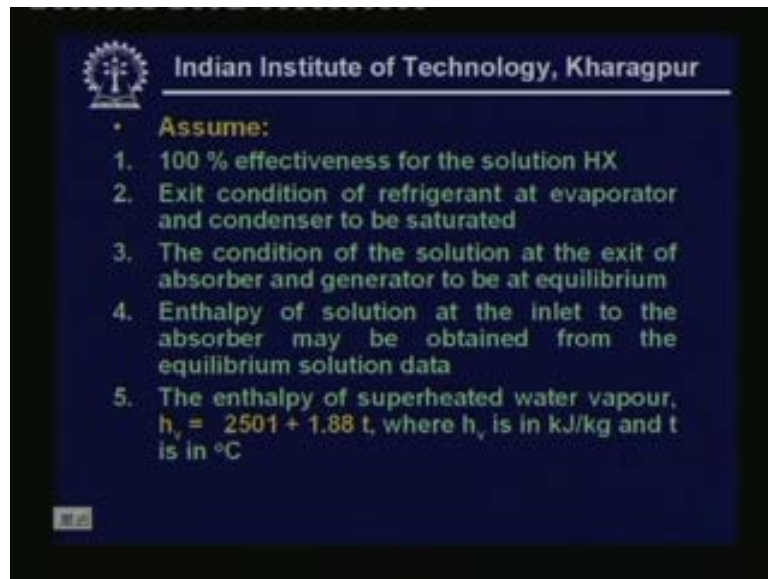 Indian Institute of Technology, Kharagpur
• Assume:
1. 100 % effectiveness for the solution HX
2. Exit condition of refrigerant at evaporator
and condenser to be saturated
3. The condition of the solution at the exit of
absorber and generator to be at equilibrium
4. Enthalpy of solution at the inlet to the
absorber may be obtained from the
equilibrium solution data
5. The enthalpy of superheated water vapour,
hᵥ = 2501 + 1.88 t, where hᵥ is in kJ/kg and t
is in ºC